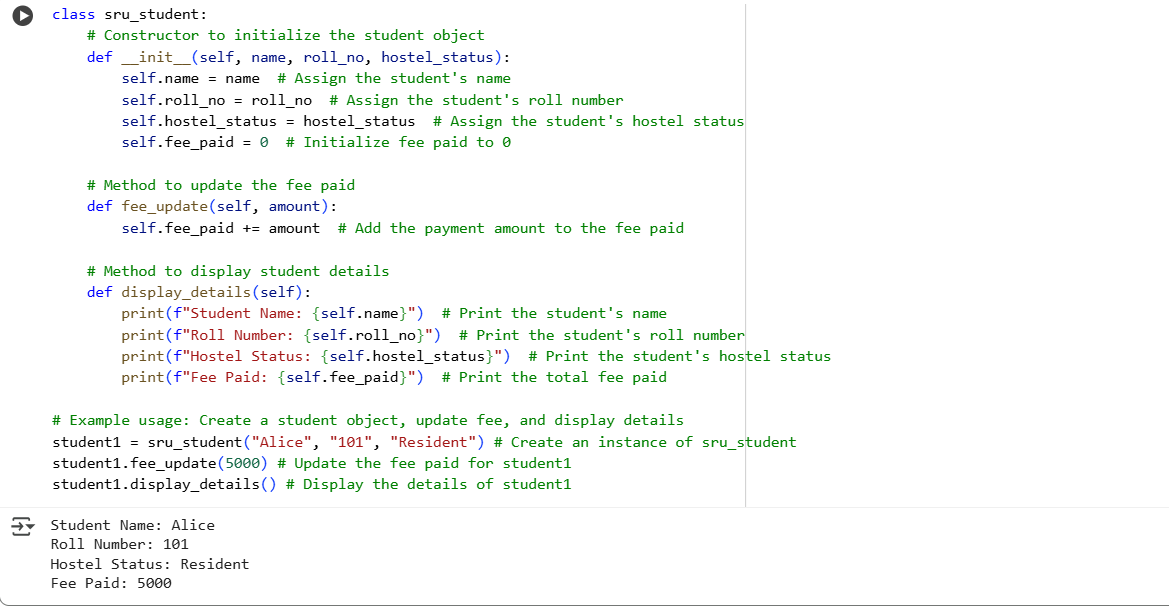 class sru_student:
    # Constructor to initialize the student object
    def __init__(self, name, roll_no, hostel_status):
        self.name = name  # Assign the student's name
        self.roll_no = roll_no  # Assign the student's roll number
        self.hostel_status = hostel_status  # Assign the student's hostel status
        self.fee_paid = 0  # Initialize fee paid to 0

    # Method to update the fee paid
    def fee_update(self, amount):
        self.fee_paid += amount  # Add the payment amount to the fee paid

    # Method to display student details
    def display_details(self):
        print(f"Student Name: {self.name}")  # Print the student's name
        print(f"Roll Number: {self.roll_no}")  # Print the student's roll number
        print(f"Hostel Status: {self.hostel_status}")  # Print the student's hostel status
        print(f"Fee Paid: {self.fee_paid}")  # Print the total fee paid

# Example usage: Create a student object, update fee, and display details
student1 = sru_student("Alice", "101", "Resident") # Create an instance of sru_student
student1.fee_update(5000) # Update the fee paid for student1
student1.display_details() # Display the details of student1
Student Name: Alice
Roll Number: 101
Hostel Status: Resident
Fee Paid: 5000